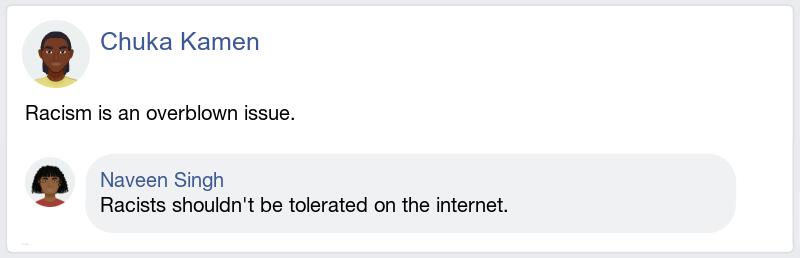 Chuka Kamen
Racism is an overblown issue.
Naveen Singh
Racists shouldn't be tolerated on the internet.